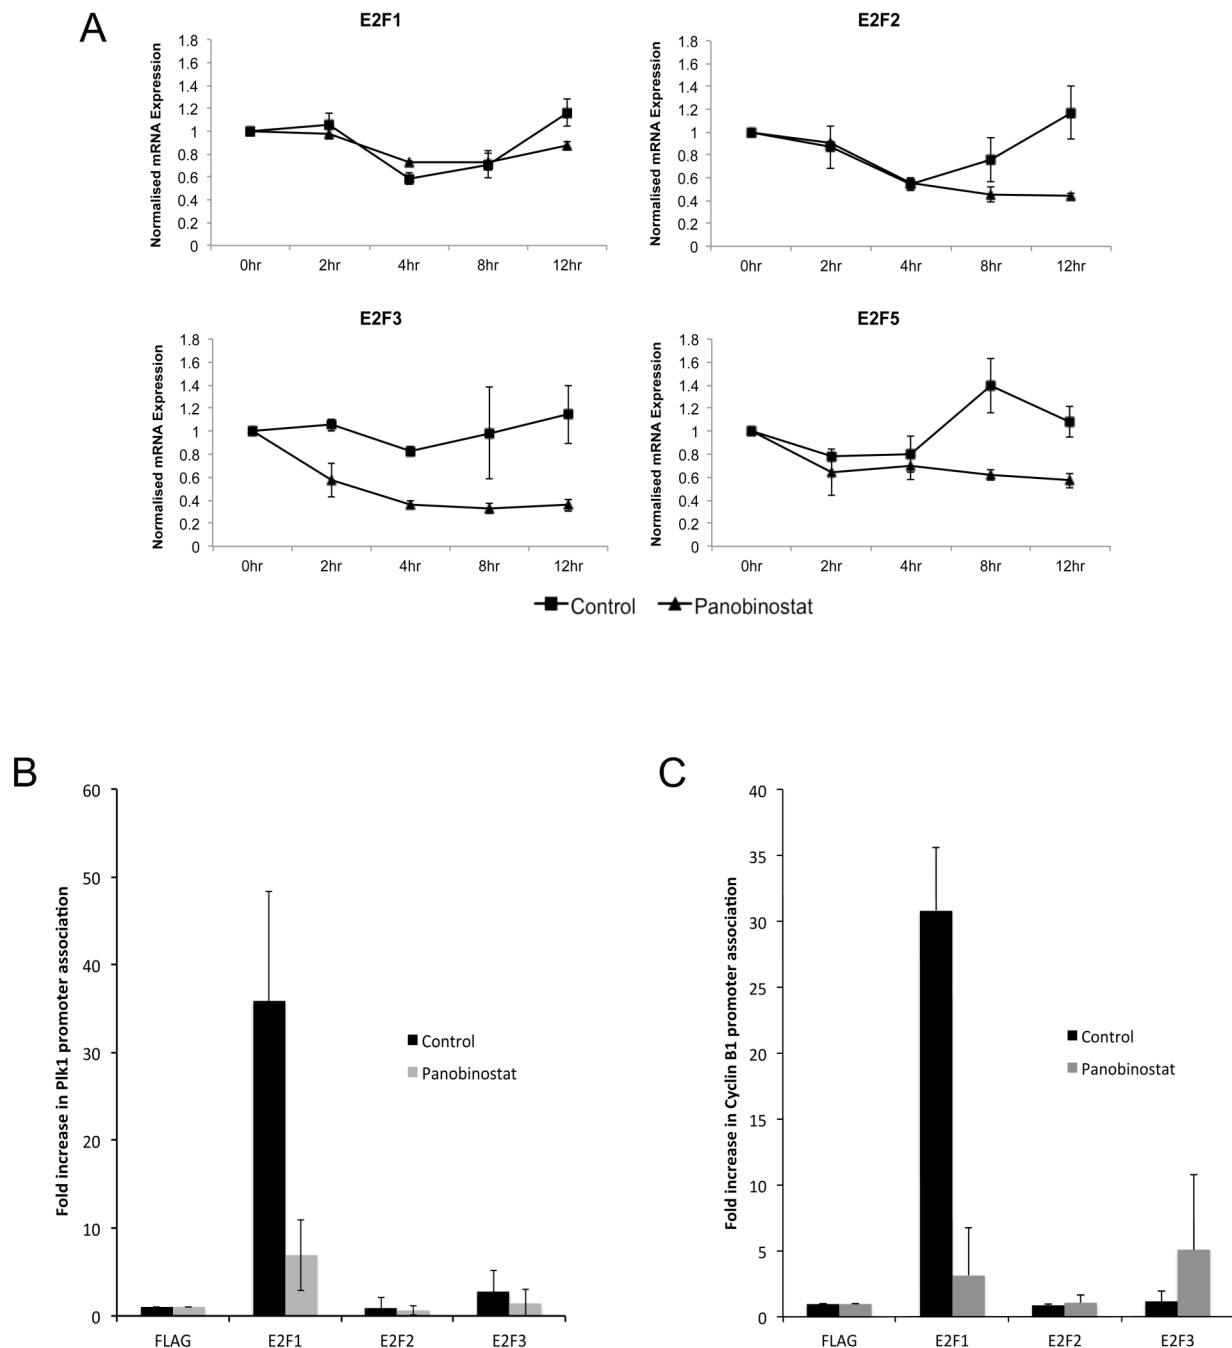 A
E2F1
Normalised mRNA Expression
1.8
1.6
1.4
1.2
1
0.8
0.6
0.4
0.2
0
0hr 2hr 4hr 8hr 12hr
E2F2
Normalised mRNA Expression
1.8
1.6
1.4
1.2
1
0.8
0.6
0.4
0.2
0
0hr 2hr 4hr 8hr 12hr
E2F3
Normalised mRNA Expression
1.8
1.6
1.4
1.2
1
0.8
0.6
0.4
0.2
0
0hr 2hr 4hr 8hr 12hr
E2F5
Normalised mRNA Expression
1.8
1.6
1.4
1.2
1
0.8
0.6
0.4
0.2
0
0hr 2hr 4hr 8hr 12hr
Control Panobinostat
B
Fold increase in Plk1 promoter association
60
50
40
30
20
10
0
Control
Panobinostat
FLAG E2F1 E2F2 E2F3
C
Fold increase in Cyclin B1 promoter association
40
35
30
25
20
15
10
5
0
Control
Panobinostat
FLAG E2F1 E2F2 E2F3